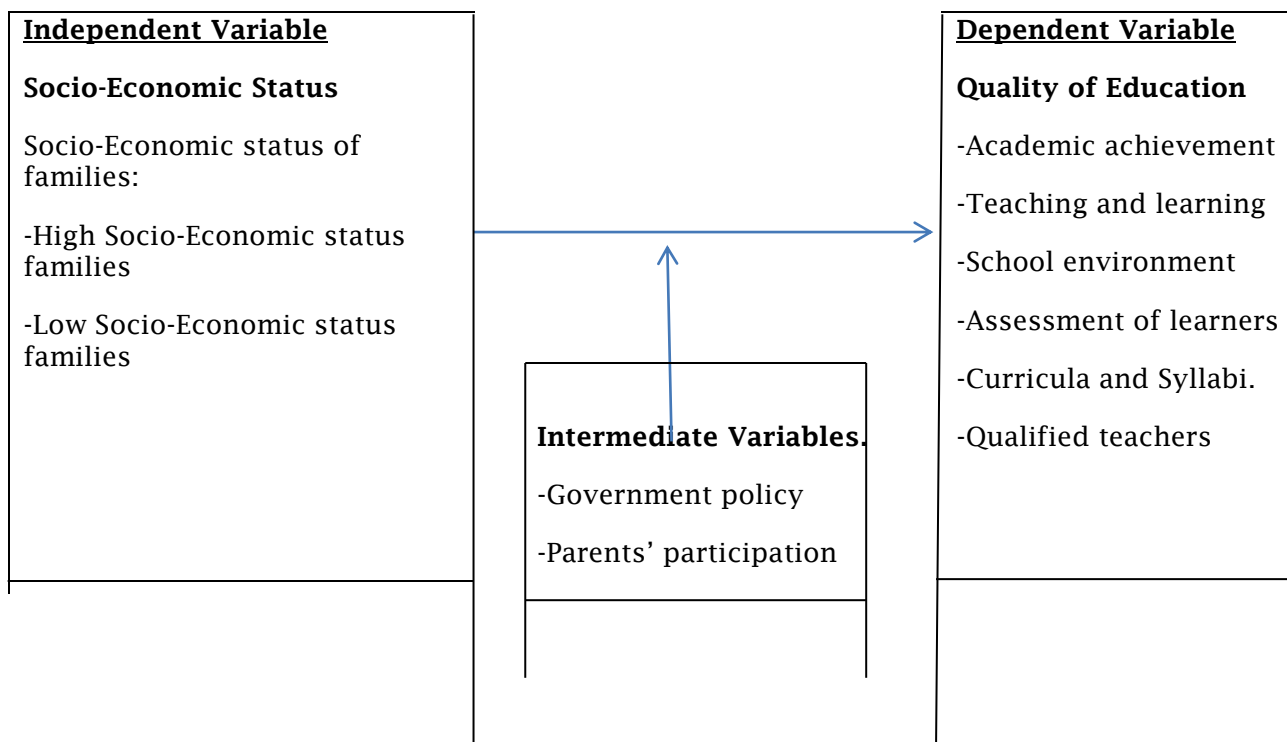 Independent Variable
Socio-Economic Status
Socio-Economic status of
families:
-High Socio-Economic status
families
-Low Socio-Economic status
families
Intermediate Variables.
-Government policy
-Parents’ participation
Dependent Variable
Quality of Education
-Academic achievement
-Teaching and learning
-School environment
-Assessment of learners
-Curricula and Syllabi.
-Qualified teachers